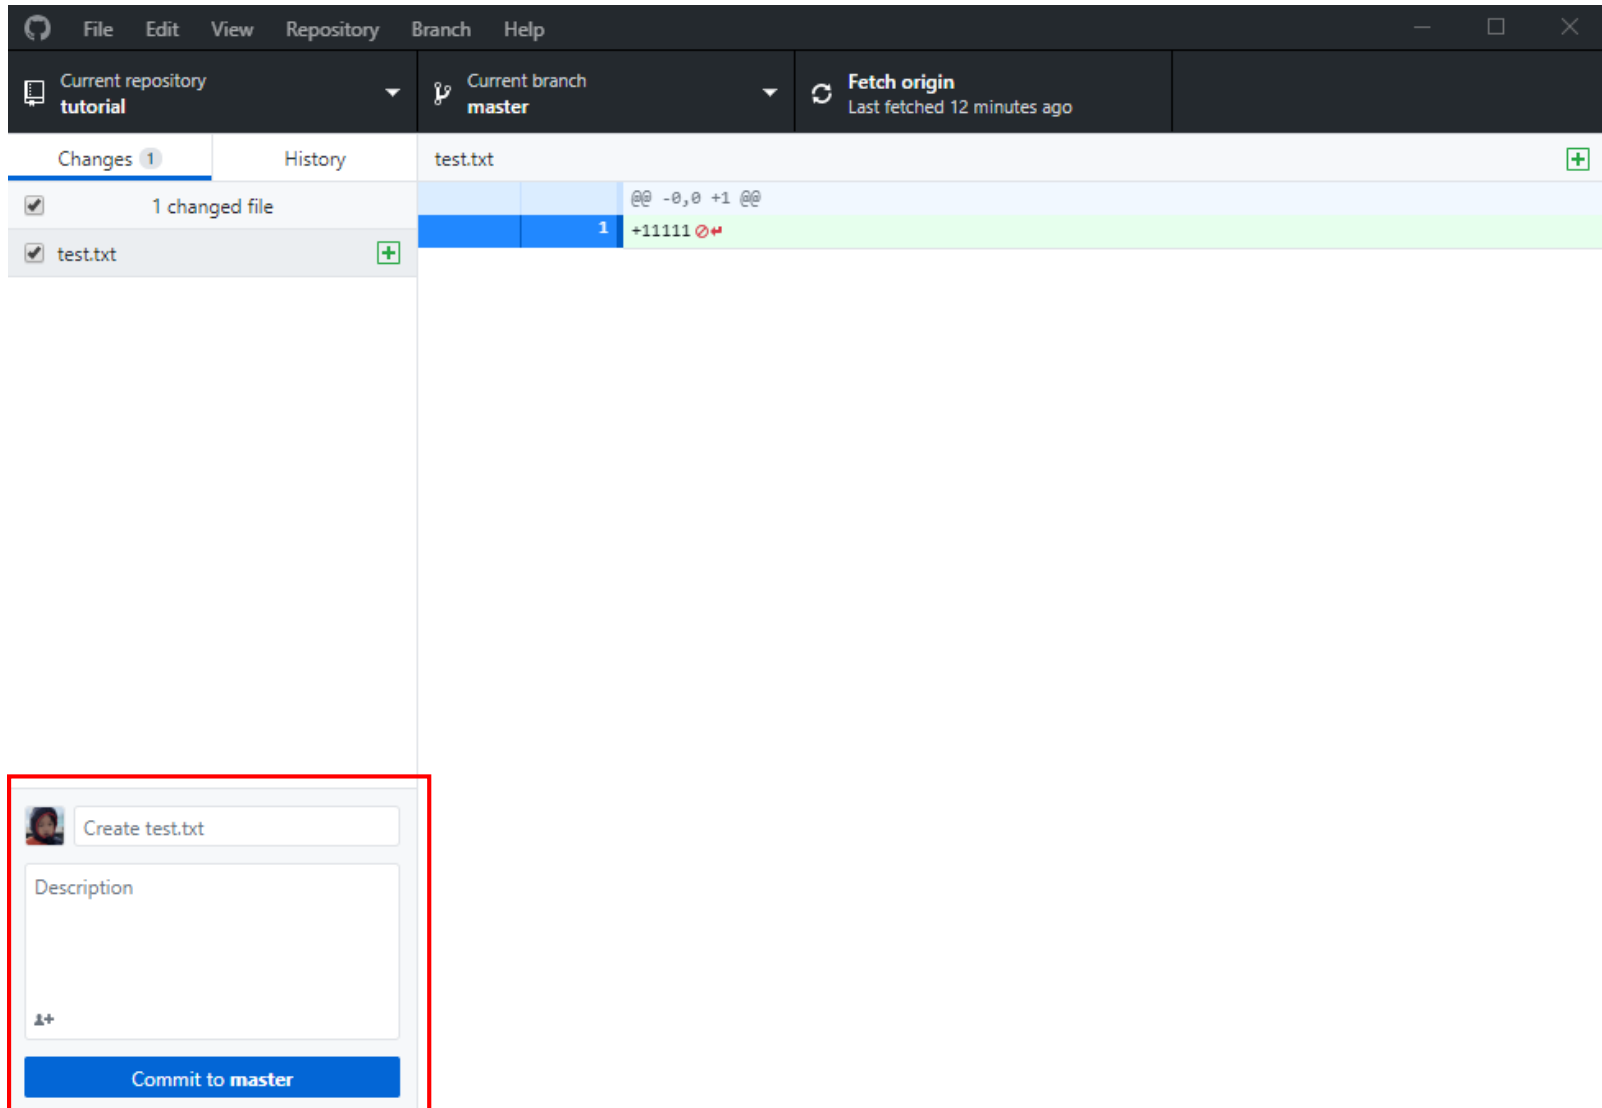 File Edit View Repository Branch Help
Current repository
tutorial
Current branch
master
Fetch origin
Last fetched 12 minutes ago
Changes 1
History
test.txt
1 changed file
test.txt
@@ -0,0 +1 @@
1 +11111
Create test.txt
Description
Commit to master